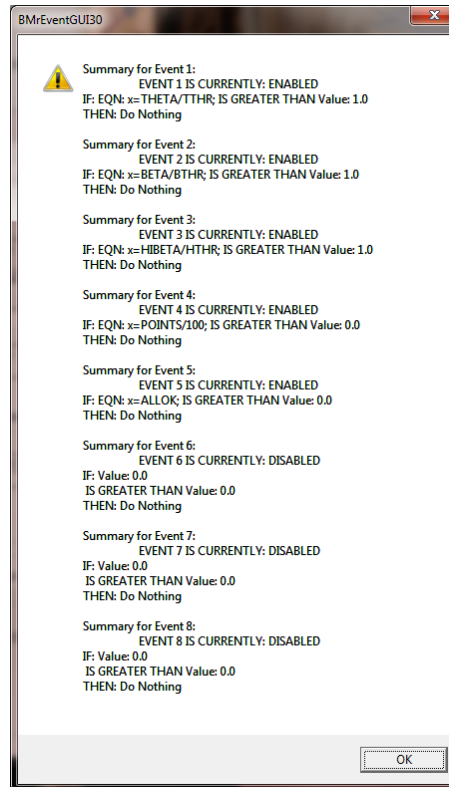 BMrEventGUI30
Summary for Event 1:
EVENT 1 IS CURRENTLY: ENABLED
IF: EQN: x=THETA/TTHR; IS GREATER THAN Value: 1.0
THEN: Do Nothing
Summary for Event 2:
EVENT 2 IS CURRENTLY: ENABLED
IF: EQN: x=BETA/BTHR; IS GREATER THAN Value: 1.0
THEN: Do Nothing
Summary for Event 3:
EVENT 3 IS CURRENTLY: ENABLED
IF: EQN: x=HIBETA/HTHR; IS GREATER THAN Value: 1.0
THEN: Do Nothing
Summary for Event 4:
EVENT 4 IS CURRENTLY: ENABLED
IF: EQN: x=POINTS/100; IS GREATER THAN Value: 0.0
THEN: Do Nothing
Summary for Event 5:
EVENT 5 IS CURRENTLY: ENABLED
IF: EQN: x=ALLOK; IS GREATER THAN Value: 0.0
THEN: Do Nothing
Summary for Event 6:
EVENT 6 IS CURRENTLY: DISABLED
IF: Value: 0.0
IS GREATER THAN Value: 0.0
THEN: Do Nothing
Summary for Event 7:
EVENT 7 IS CURRENTLY: DISABLED
IF: Value: 0.0
IS GREATER THAN Value: 0.0
THEN: Do Nothing
Summary for Event 8:
EVENT 8 IS CURRENTLY: DISABLED
IF: Value: 0.0
IS GREATER THAN Value: 0.0
THEN: Do Nothing
OK